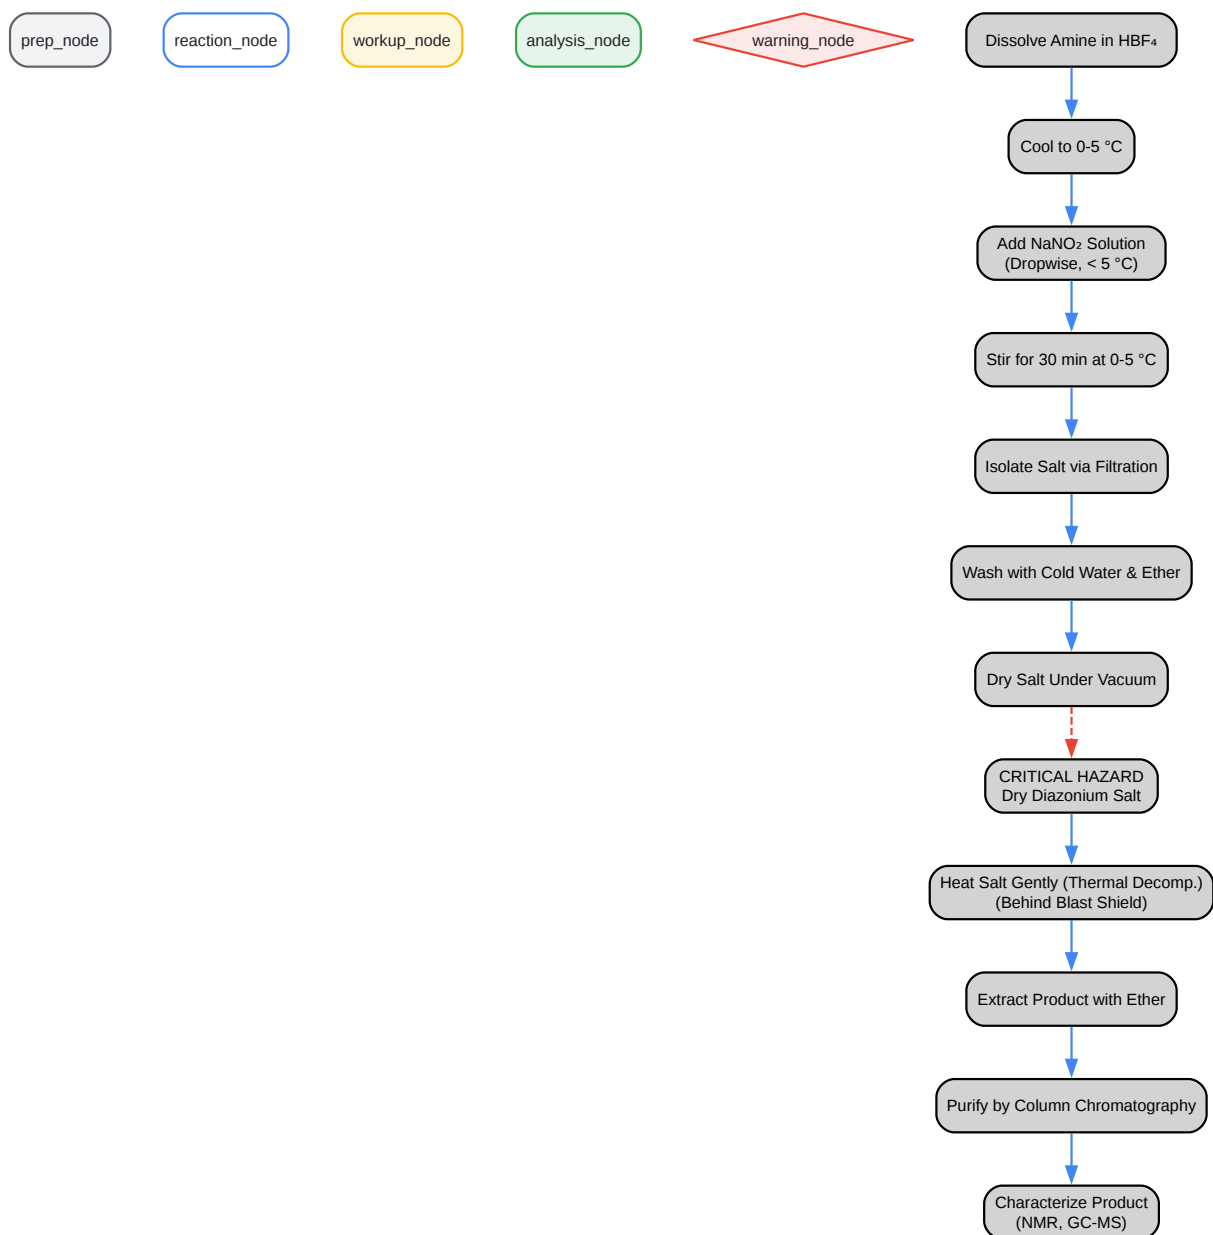 prep_node
reaction_node
workup_node
analysis_node
warning_node
Dissolve Amine in HBF₄
Cool to 0-5 °C
Add NaNO₂ Solution
(Dropwise, < 5 °C)
Stir for 30 min at 0-5 °C
Isolate Salt via Filtration
Wash with Cold Water & Ether
Dry Salt Under Vacuum
CRITICAL HAZARD
Dry Diazonium Salt
Heat Salt Gently (Thermal Decomp.)
(Behind Blast Shield)
Extract Product with Ether
Purify by Column Chromatography
Characterize Product
(NMR, GC-MS)